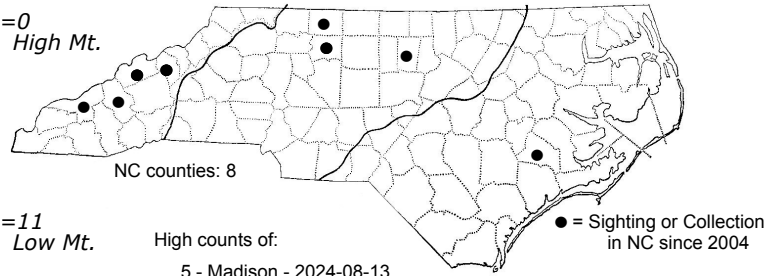 =0
High Mt.
NC counties: 8
=11
Low Mt.
High counts of:
5 - Madison - 2024-08-13
● = Sighting or Collection
in NC since 2004